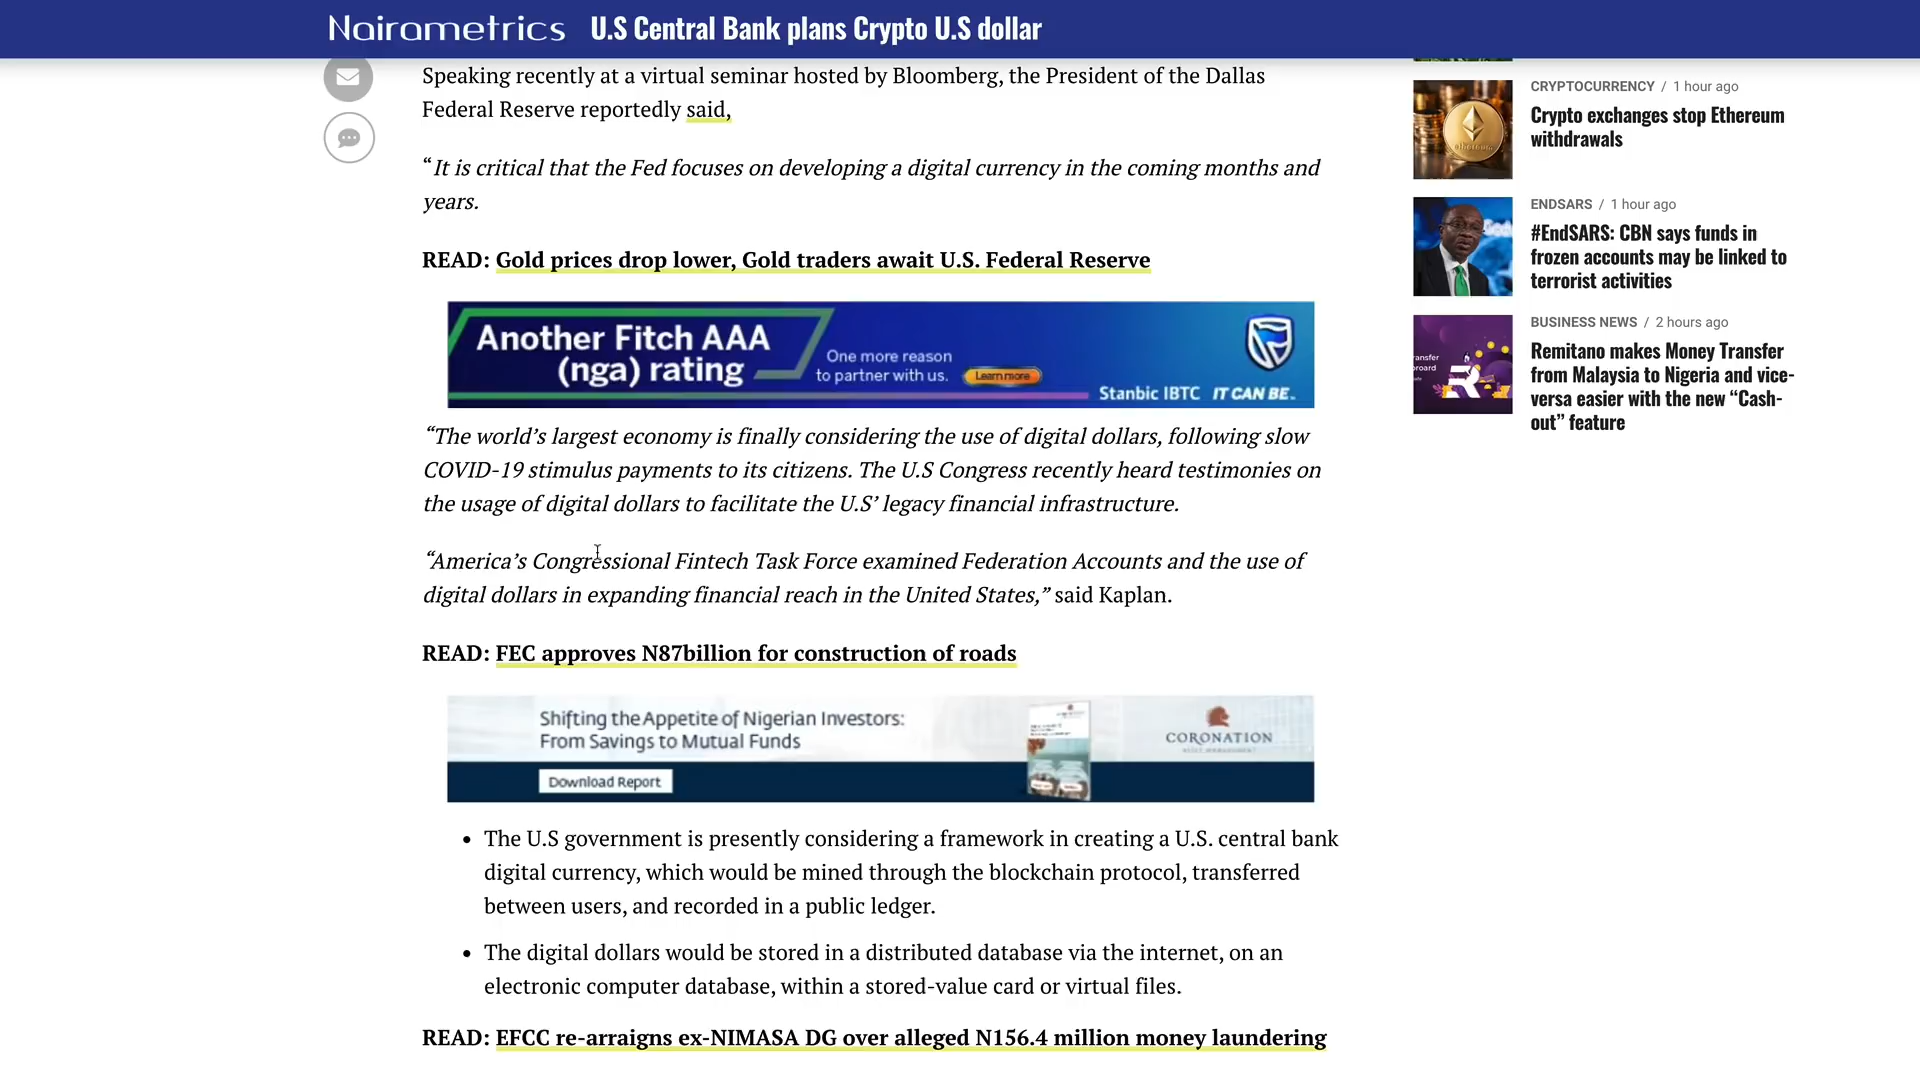 Nairametrics U.S Central Bank plans Crypto U.S dollar
Speaking recently at a virtual seminar hosted by Bloomberg, the President of the Dallas
Federal Reserve reportedly said,
“It is critical that the Fed focuses on developing a digital currency in the coming months and
years.
READ: Gold prices drop lower, Gold traders await U.S. Federal Reserve
Another Fitch AAA
(nga) rating
One more reason
to partner with us.
Learn more
Stanbic IBTC IT CAN BE..
“The world’s largest economy is finally considering the use of digital dollars, following slow
COVID-19 stimulus payments to its citizens. The U.S Congress recently heard testimonies on
the usage of digital dollars to facilitate the U.S’ legacy financial infrastructure.
“America’s Congressional Fintech Task Force examined Federation Accounts and the use of
digital dollars in expanding financial reach in the United States,” said Kaplan.
READ: FEC approves N87billion for construction of roads
Shifting the Appetite of Nigerian Investors:
From Savings to Mutual Funds
Download Report
CORONATION
ASSET MANAGEMENT
• The U.S government is presently considering a framework in creating a U.S. central bank
digital currency, which would be mined through the blockchain protocol, transferred
between users, and recorded in a public ledger.
• The digital dollars would be stored in a distributed database via the internet, on an
electronic computer database, within a stored-value card or virtual files.
READ: EFCC re-arraigns ex-NIMASA DG over alleged N156.4 million money laundering
CRYPTOCURRENCY / 1 hour ago
Crypto exchanges stop Ethereum
withdrawals
ENDSARS / 1 hour ago
#EndSARS: CBN says funds in
frozen accounts may be linked to
terrorist activities
BUSINESS NEWS / 2 hours ago
Remitano makes Money Transfer
from Malaysia to Nigeria and vice-
versa easier with the new “Cash-
out” feature